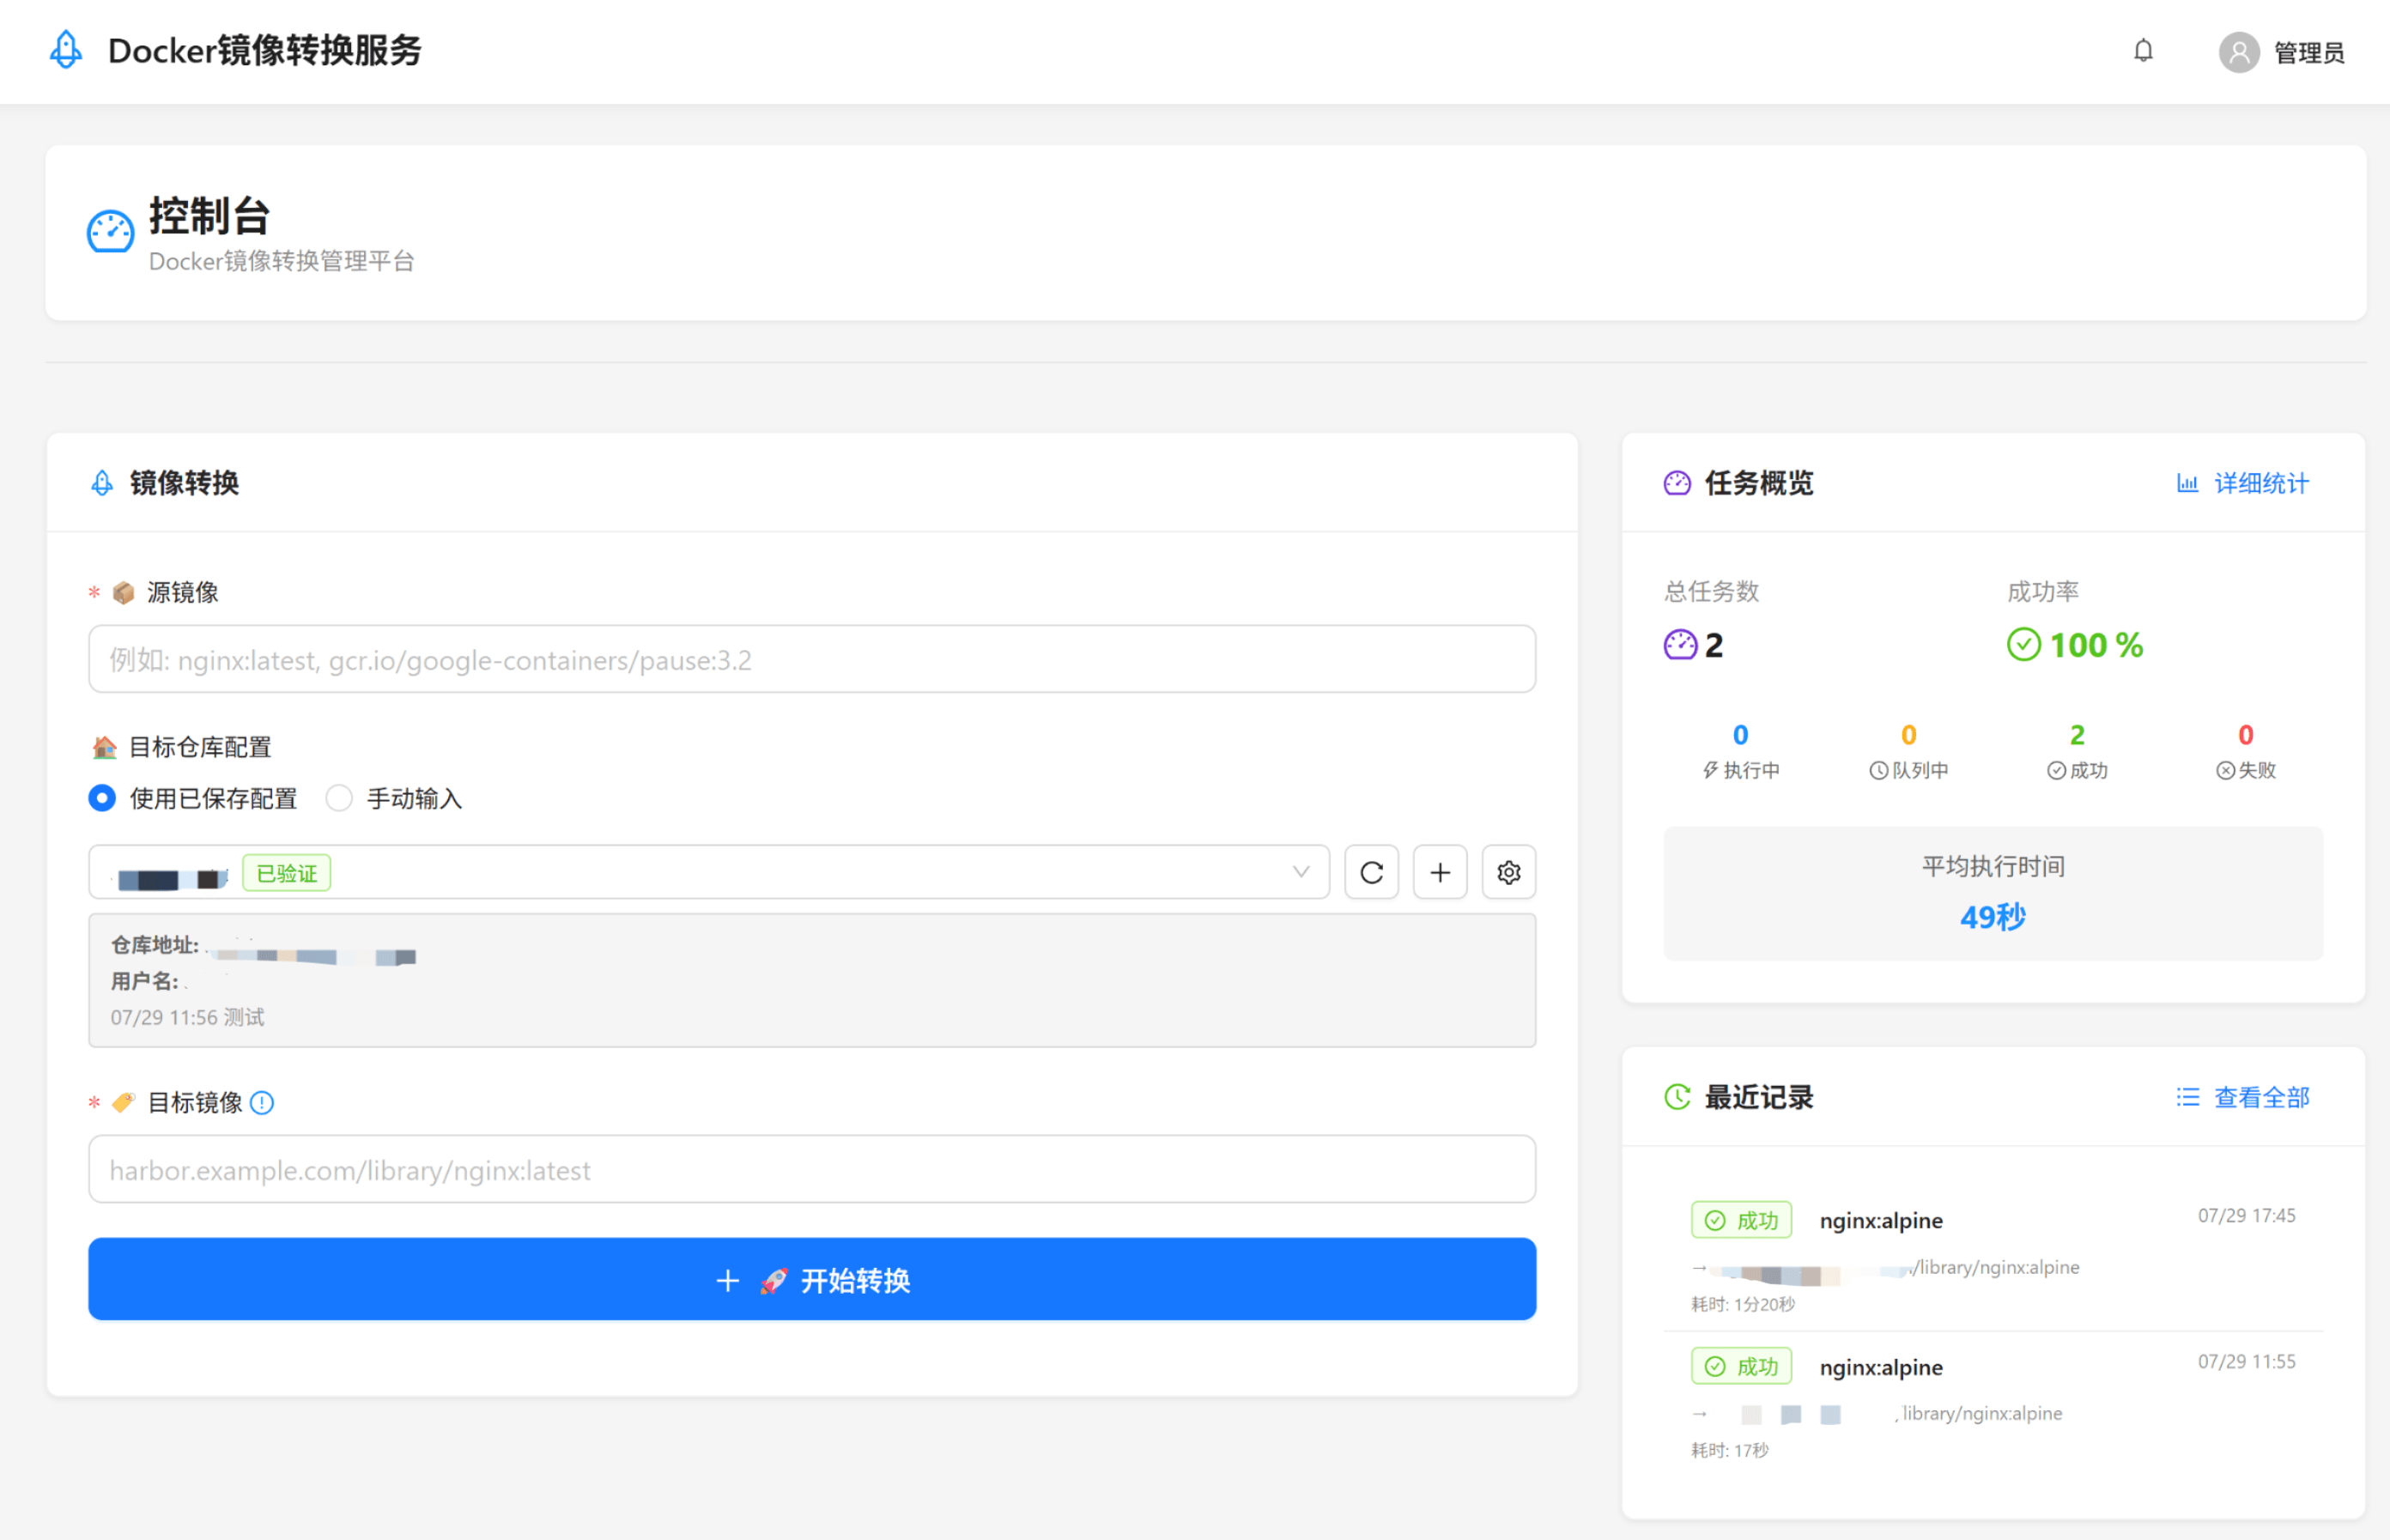 Docker镜像转换服务
管理员
控制台
Docker镜像转换管理平台
镜像转换
* 📦 源镜像
例如: nginx:latest, gcr.io/google-containers/pause:3.2
🏠 目标仓库配置
使用已保存配置 手动输入
已验证
仓库地址:
用户名:
07/29 11:56 测试
* 🏷️ 目标镜像
harbor.example.com/library/nginx:latest
+ 🚀 开始转换
任务概览 详细统计
总任务数 成功率
2 100 %
0 0 2 0
执行中 队列中 成功 失败
平均执行时间
49秒
最近记录 查看全部
成功 nginx:alpine 07/29 17:45
→ /library/nginx:alpine
耗时: 1分20秒
成功 nginx:alpine 07/29 11:55
→ library/nginx:alpine
耗时: 17秒